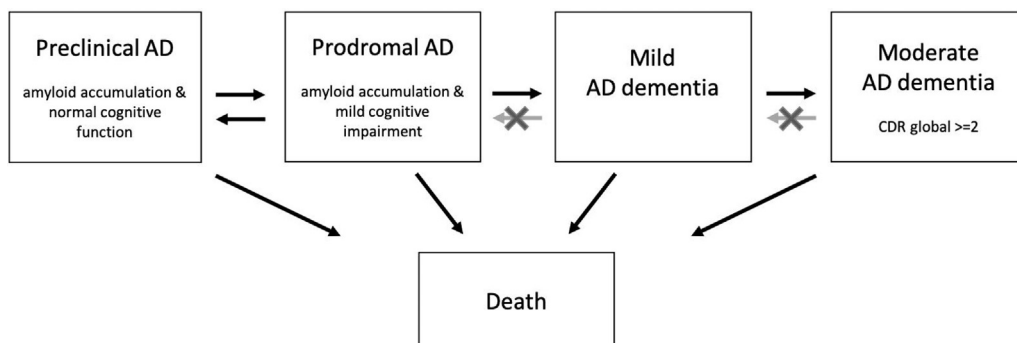 Preclinical AD
amyloid accumulation &
normal cognitive
function
Prodromal AD
amyloid accumulation &
mild cognitive
impairment
Mild
AD dementia
Moderate
AD dementia
CDR global >=2
Death